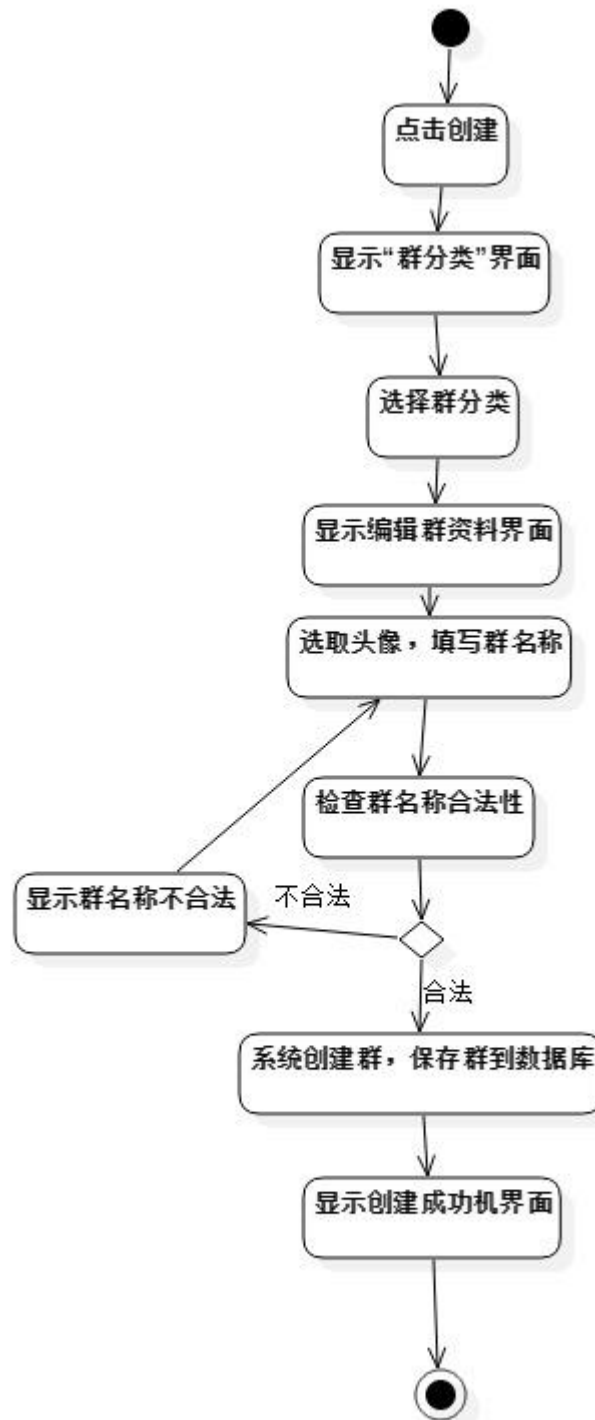 点击创建
显示“群分类”界面
选择群分类
显示编辑群资料界面
选取头像，填写群名称
检查群名称合法性
显示群名称不合法
不合法
合法
系统创建群，保存群到数据库
显示创建成功机界面